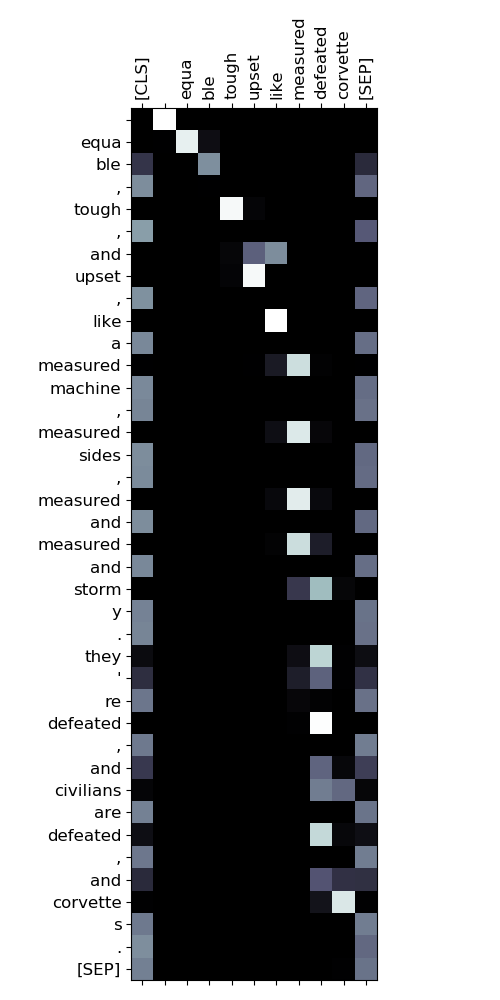 [CLS]
equa
ble
tough
upset
like
measured
defeated
corvette
[SEP]
equa
ble
,
tough
,
and
upset
,
like
a
measured
machine
,
measured
sides
,
measured
and
measured
and
storm
y
.
they
'
re
defeated
,
and
civilians
are
defeated
,
and
corvette
s
.
[SEP]